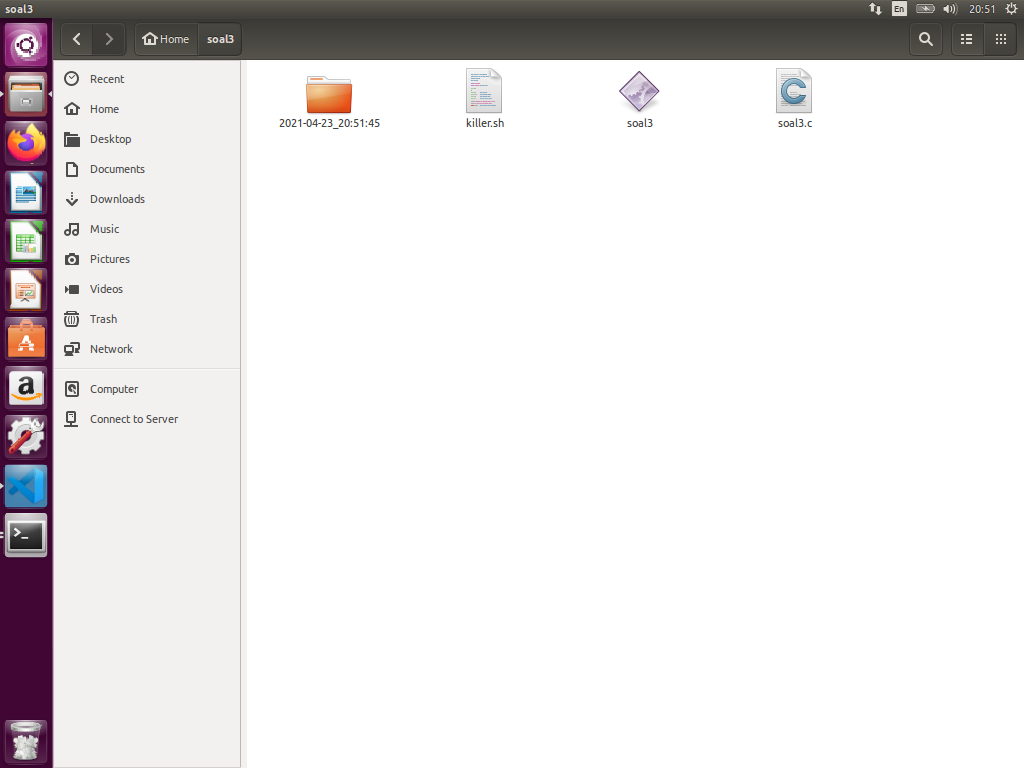 soal3
En
20:51
Home
soal3
Recent
Home
Desktop
Documents
Downloads
Music
Pictures
Videos
Trash
Network
Computer
Connect to Server
2021-04-23_20:51:45
killer.sh
soal3
soal3.c